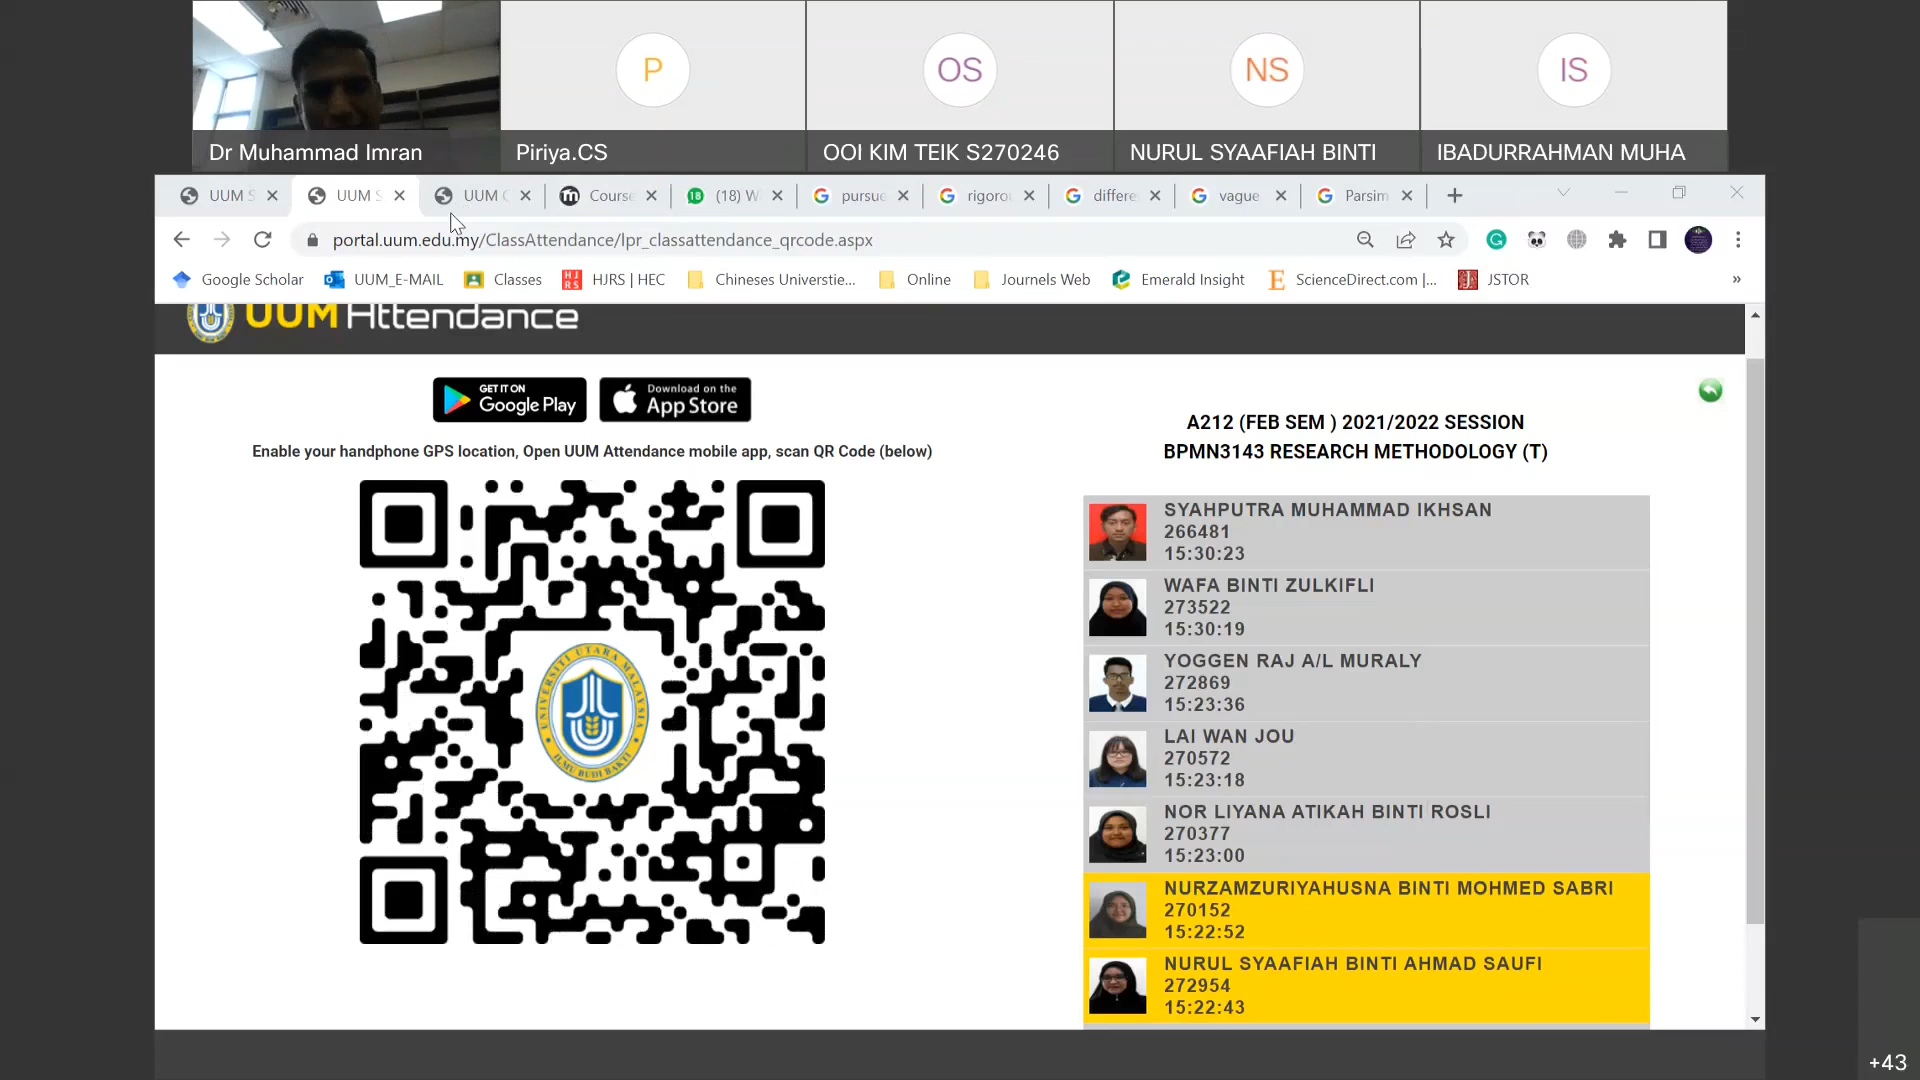 P
OS
NS
IS
Dr Muhammad Imran
Piriya.CS
OOI KIM TEIK S270246
NURUL SYAAFIAH BINTI
IBADURRAHMAN MUHA
UUM S
UUM S
UUM
Course
(18) W
pursue
rigoro
differe
vague
Parsim
portal.uum.edu.my/ClassAttendance/lpr_classattendance_qrcode.aspx
Google Scholar
UUM_E-MAIL
Classes
HJRS | HEC
Chineses Universtie...
Online
Journels Web
Emerald Insight
ScienceDirect.com |...
JSTOR
»
UUM Attendance
GET IT ON
Google Play
Download on the
App Store
Enable your handphone GPS location, Open UUM Attendance mobile app, scan QR Code (below)
UNIVERSITI UTARA MALAYSIA
ILMU BUDI BAKTI
A212 (FEB SEM ) 2021/2022 SESSION
BPMN3143 RESEARCH METHODOLOGY (T)
SYAHPUTRA MUHAMMAD IKHSAN
266481
15:30:23
WAFA BINTI ZULKIFLI
273522
15:30:19
YOGGEN RAJ A/L MURALY
272869
15:23:36
LAI WAN JOU
270572
15:23:18
NOR LIYANA ATIKAH BINTI ROSLI
270377
15:23:00
NURZAMZURIYAHUSNA BINTI MOHMED SABRI
270152
15:22:52
NURUL SYAAFIAH BINTI AHMAD SAUFI
272954
15:22:43
+43